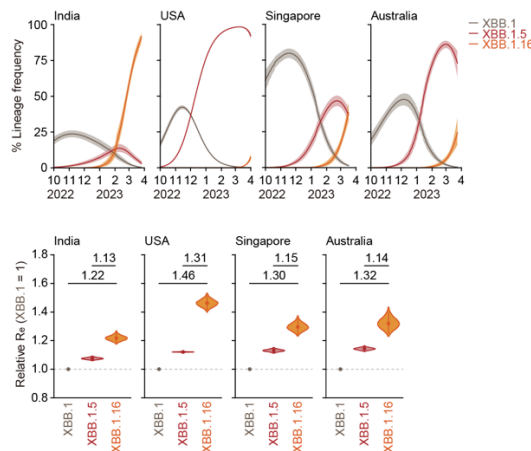 India
USA
Singapore
Australia
XBB.1
XBB.1.5
XBB.1.16
% Lineage frequency
100
75
50
25
0
10 11 12 1 2 3 4
2022 2023
10 11 12 1 2 3 4
2022 2023
10 11 12 1 2 3 4
2022 2023
10 11 12 1 2 3 4
2022 2023
India
USA
Singapore
Australia
Relative Re (XBB.1 = 1)
1.8
1.6
1.4
1.2
1.0
0.8
1.13
1.22
1.31
1.46
1.15
1.30
1.14
1.32
XBB.1
XBB.1.5
XBB.1.16
XBB.1
XBB.1.5
XBB.1.16
XBB.1
XBB.1.5
XBB.1.16
XBB.1
XBB.1.5
XBB.1.16